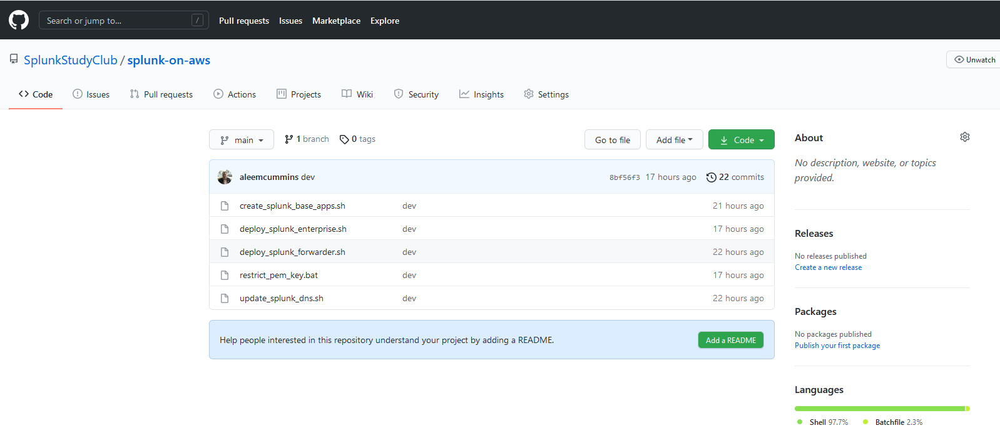 Search or jump to... / Pull requests Issues Marketplace Explore
SplunkStudyClub / splunk-on-aws Unwatch
Code Issues Pull requests Actions Projects Wiki Security Insights Settings
main 1 branch 0 tags Go to file Add file Code
aleemcummins dev 8bf56f3 17 hours ago 22 commits
create_splunk_base_apps.sh dev 21 hours ago
deploy_splunk_enterprise.sh dev 17 hours ago
deploy_splunk_forwarder.sh dev 22 hours ago
restrict_pem_key.bat dev 17 hours ago
update_splunk_dns.sh dev 22 hours ago
Help people interested in this repository understand your project by adding a README. Add a README
About
No description, website, or topics
provided.
Releases
No releases published
Create a new release
Packages
No packages published
Publish your first package
Languages
Shell 97.7% Batchfile 2.3%